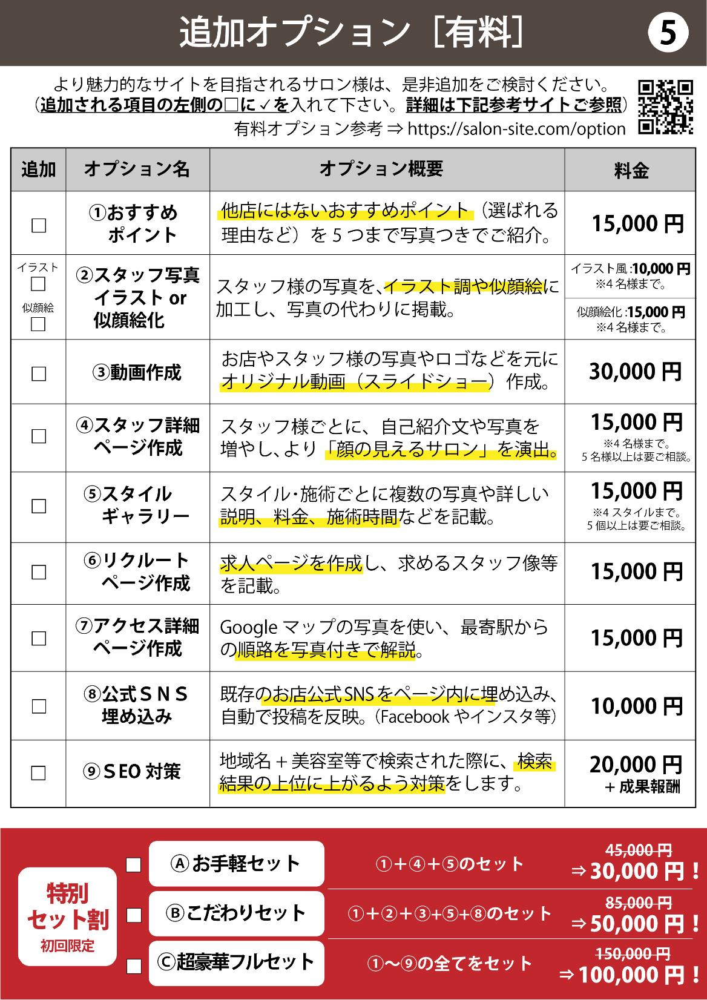 追加オプション［有料］
5
より魅力的なサイトを目指されるサロン様は、是非追加をご検討ください。
（追加される項目の左側の□に✓を入れて下さい。詳細は下記参考サイトご参照）
有料オプション参考 ⇒ https://salon-site.com/option
追加
オプション名
オプション概要
料金
□
①おすすめ
ポイント
他店にはないおすすめポイント（選ばれる
理由など）を 5 つまで写真つきでご紹介。
15,000 円
イラスト
□
似顔絵
□
②スタッフ写真
イラスト or
似顔絵化
スタッフ様の写真を、イラスト調や似顔絵に
加工し、写真の代わりに掲載。
イラスト風 :10,000 円
※4 名様まで。
似顔絵化 :15,000 円
※4 名様まで。
□
③動画作成
お店やスタッフ様の写真やロゴなどを元に
オリジナル動画（スライドショー）作成。
30,000 円
□
④スタッフ詳細
ページ作成
スタッフ様ごとに、自己紹介文や写真を
増やし、より「顔の見えるサロン」を演出。
15,000 円
※4 名様まで。
5 名様以上は要ご相談。
□
⑤スタイル
ギャラリー
スタイル・施術ごとに複数の写真や詳しい
説明、料金、施術時間などを記載。
15,000 円
※4 スタイルまで。
5 個以上は要ご相談。
□
⑥リクルート
ページ作成
求人ページを作成し、求めるスタッフ像等
を記載。
15,000 円
□
⑦アクセス詳細
ページ作成
Google マップの写真を使い、最寄駅から
の順路を写真付きで解説。
15,000 円
□
⑧公式ＳＮＳ
埋め込み
既存のお店公式SNSをページ内に埋め込み、
自動で投稿を反映。（Facebook やインスタ等）
10,000 円
□
⑨ＳEO 対策
地域名 + 美容室等で検索された際に、検索
結果の上位に上がるよう対策をします。
20,000 円
+ 成果報酬
特別
セット割
初回限定
□
Ⓐお手軽セット
①＋④＋⑤のセット
45,000 円
⇒ 30,000 円！
□
Ⓑこだわりセット
①＋②＋③+⑤+⑧のセット
85,000 円
⇒ 50,000 円！
□
Ⓒ超豪華フルセット
①～⑨の全てをセット
150,000 円
⇒ 100,000 円！